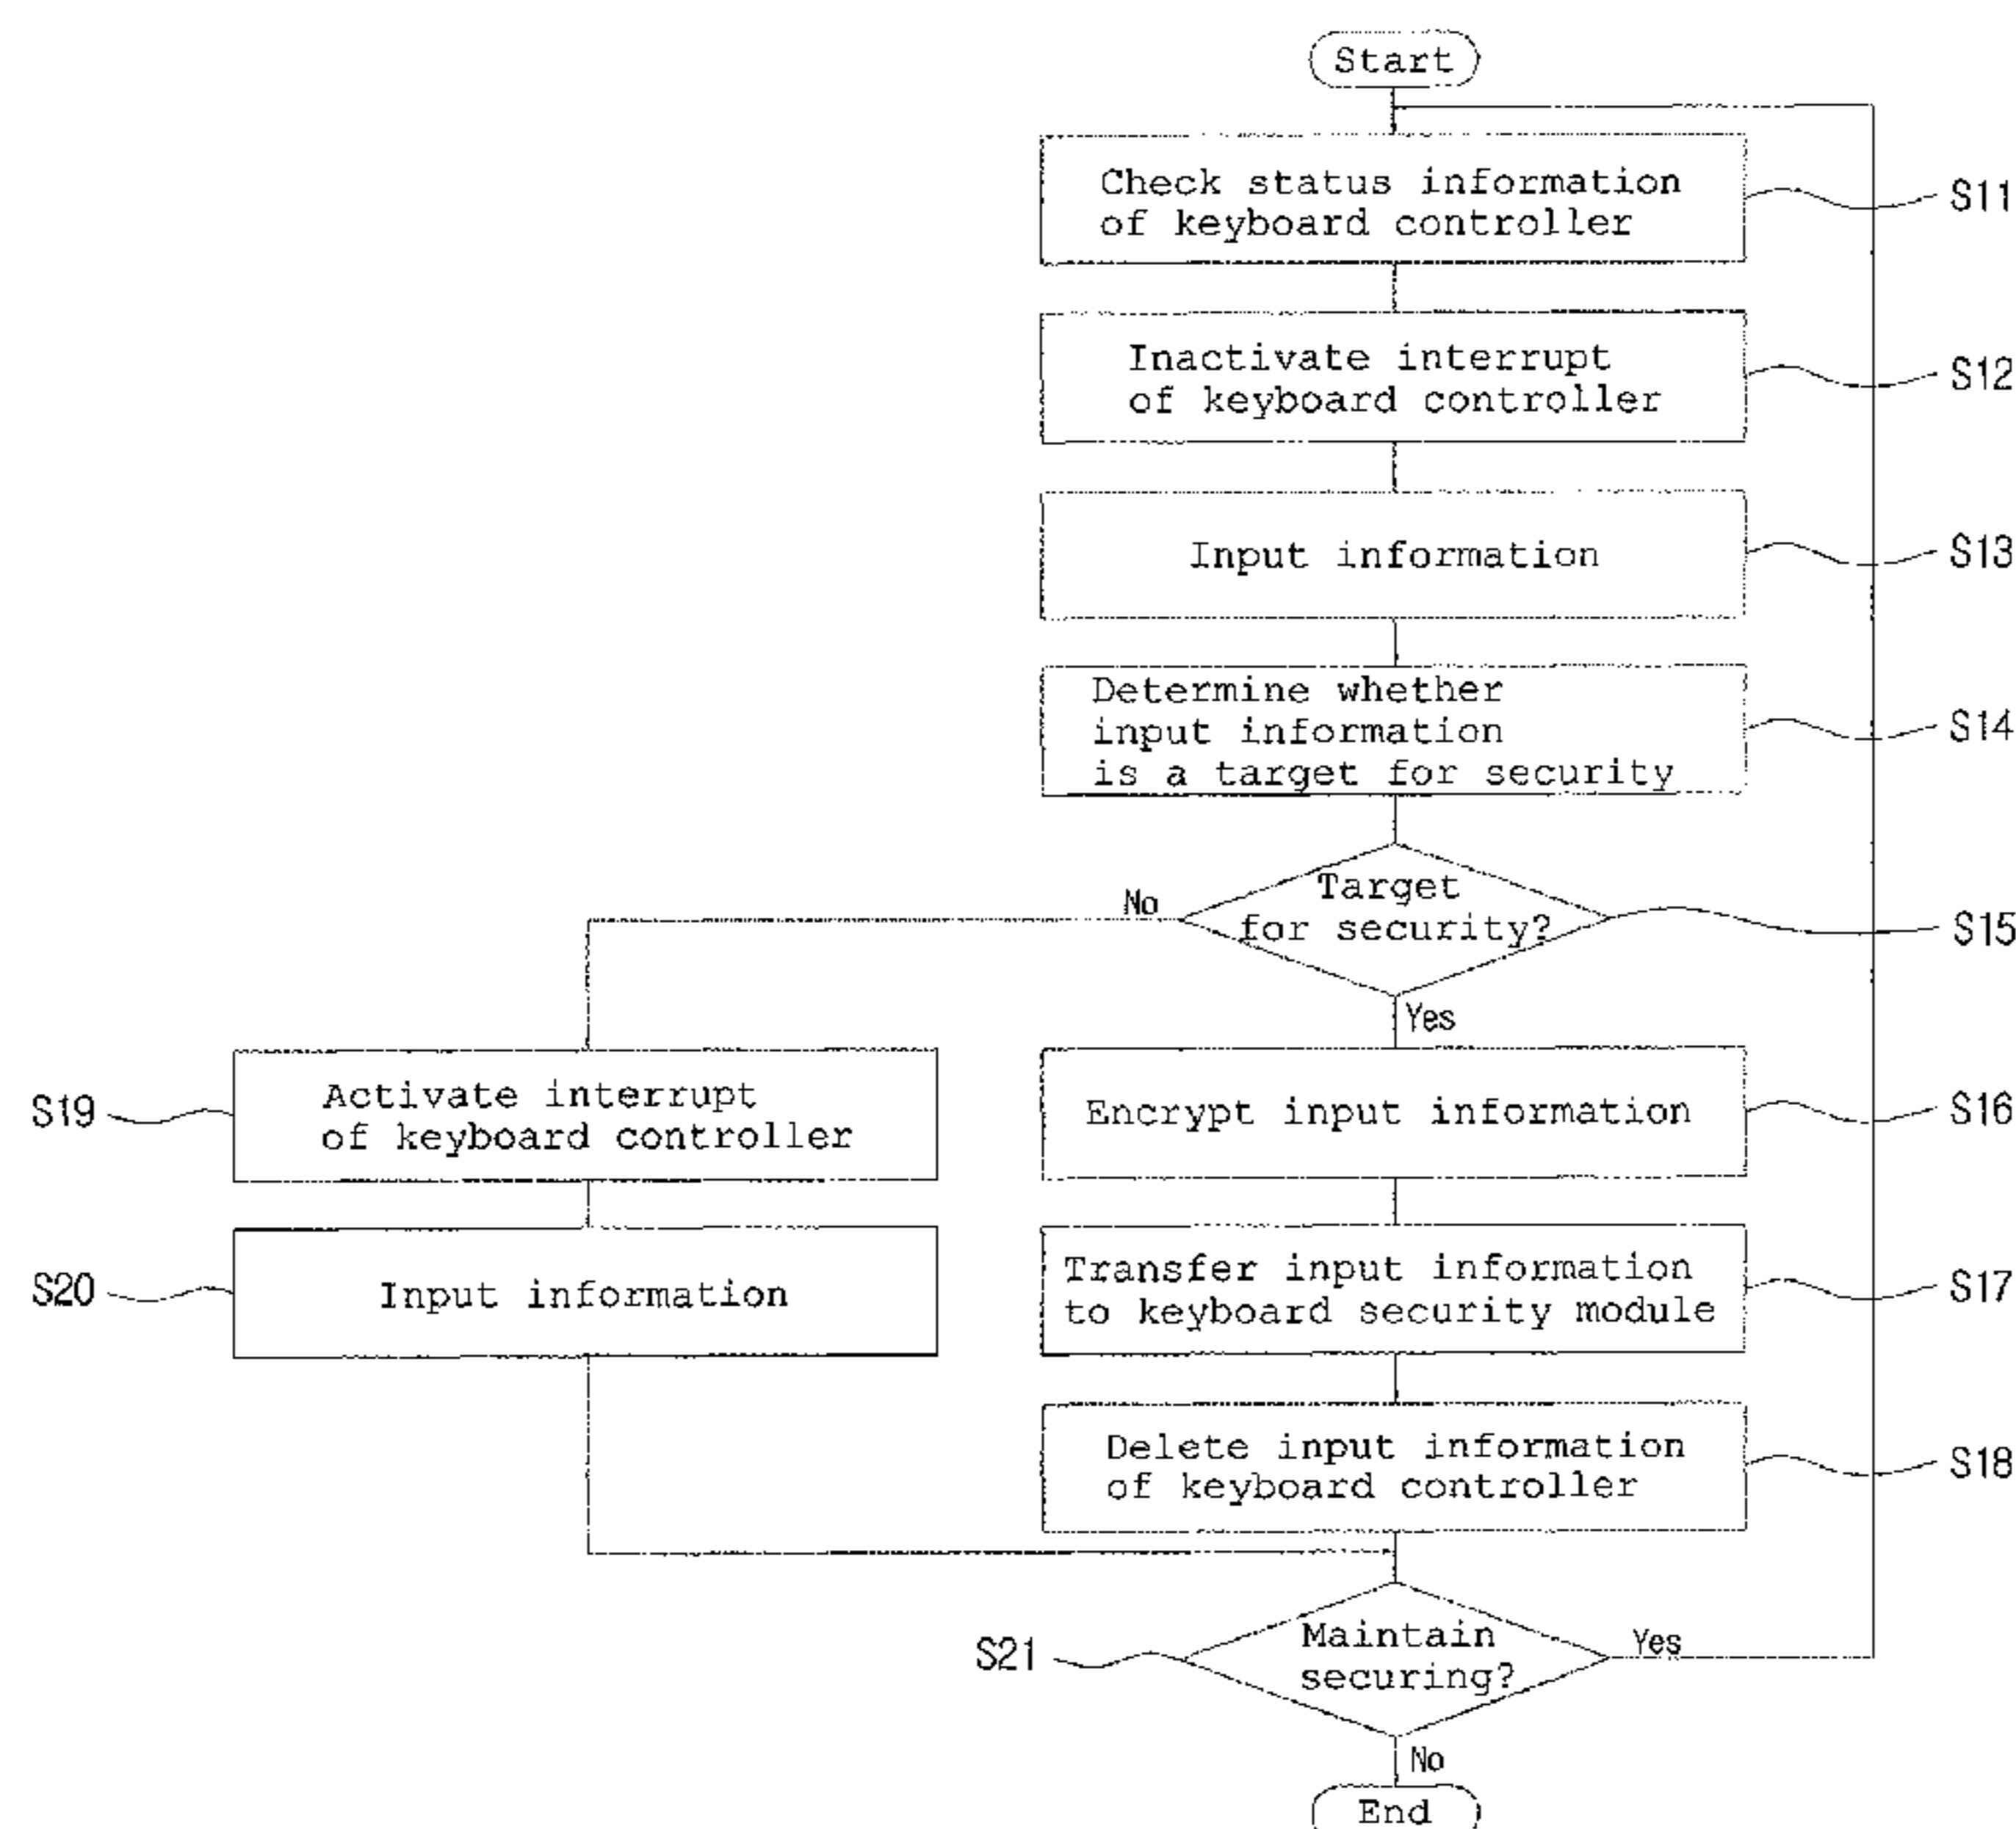 Start
Check status information
of keyboard controller
S11
Inactivate interrupt
of keyboard controller
S12
Input information
S13
Determine whether
input information
is a target for security
S14
No
Target
for security?
S15
Yes
S19
Activate interrupt
of keyboard controller
Encrypt input information
S16
S20
Input information
Transfer input information
to keyboard security module
S17
Delete input information
of keyboard controller
S18
S21
Maintain
securing?
Yes
No
End